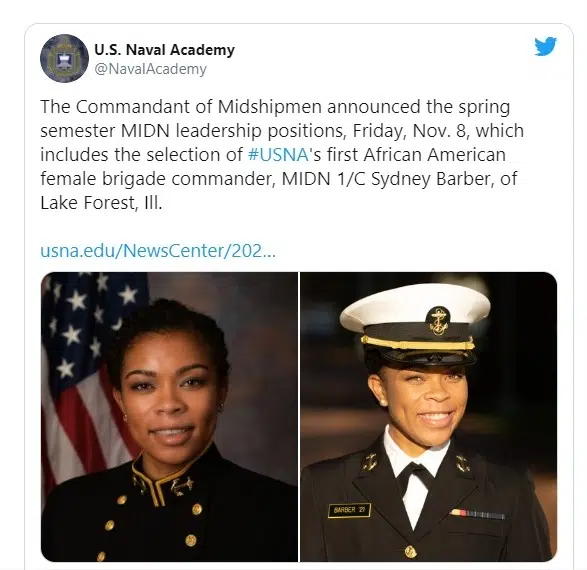 U.S. Naval Academy
@NavalAcademy
The Commandant of Midshipmen announced the spring
semester MIDN leadership positions, Friday, Nov. 8, which
includes the selection of #USNA's first African American
female brigade commander, MIDN 1/C Sydney Barber, of
Lake Forest, Ill.
usna.edu/NewsCenter/202...
BARBER '21